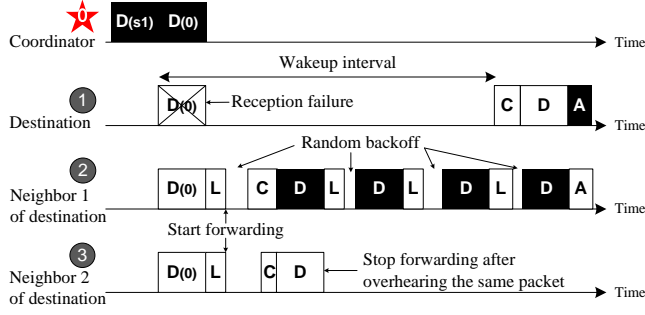 0
D(s1) D(0)
Coordinator
Time
Wakeup interval
1
D(0)
Reception failure
C D A
Destination
Time
Random backoff
2
D(0) L C D L D L D L D A
Neighbor 1
of destination
Time
Start forwarding
3
D(0) L C D
Stop forwarding after
overhearing the same packet
Neighbor 2
of destination
Time